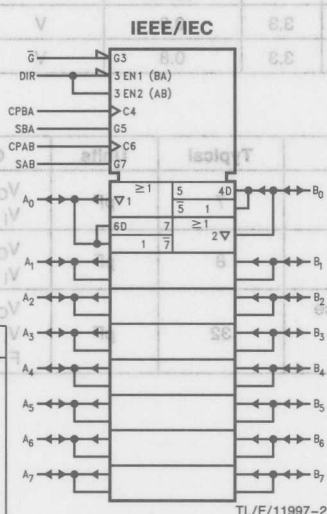 IEEE/IEC
G̅ G3
DIR 3 EN1 (BA)
3 EN2 (AB)
CPBA C4
SBA G5
CPAB C6
SAB G7
A0 ≥1 5 4D B0
▽1 5̅ 1
6D 7 ≥1
1 7̅ 2▽
A1 B1
A2 B2
A3 B3
A4 B4
A5 B5
A6 B6
A7 B7
TL/F/11997-2